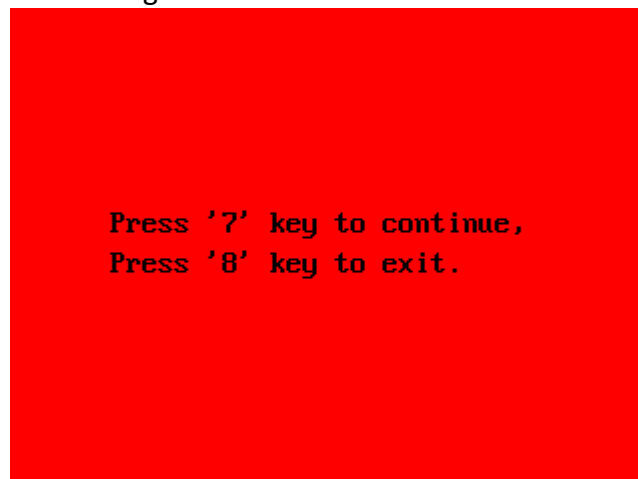 Press '7' key to continue,
Press '8' key to exit.